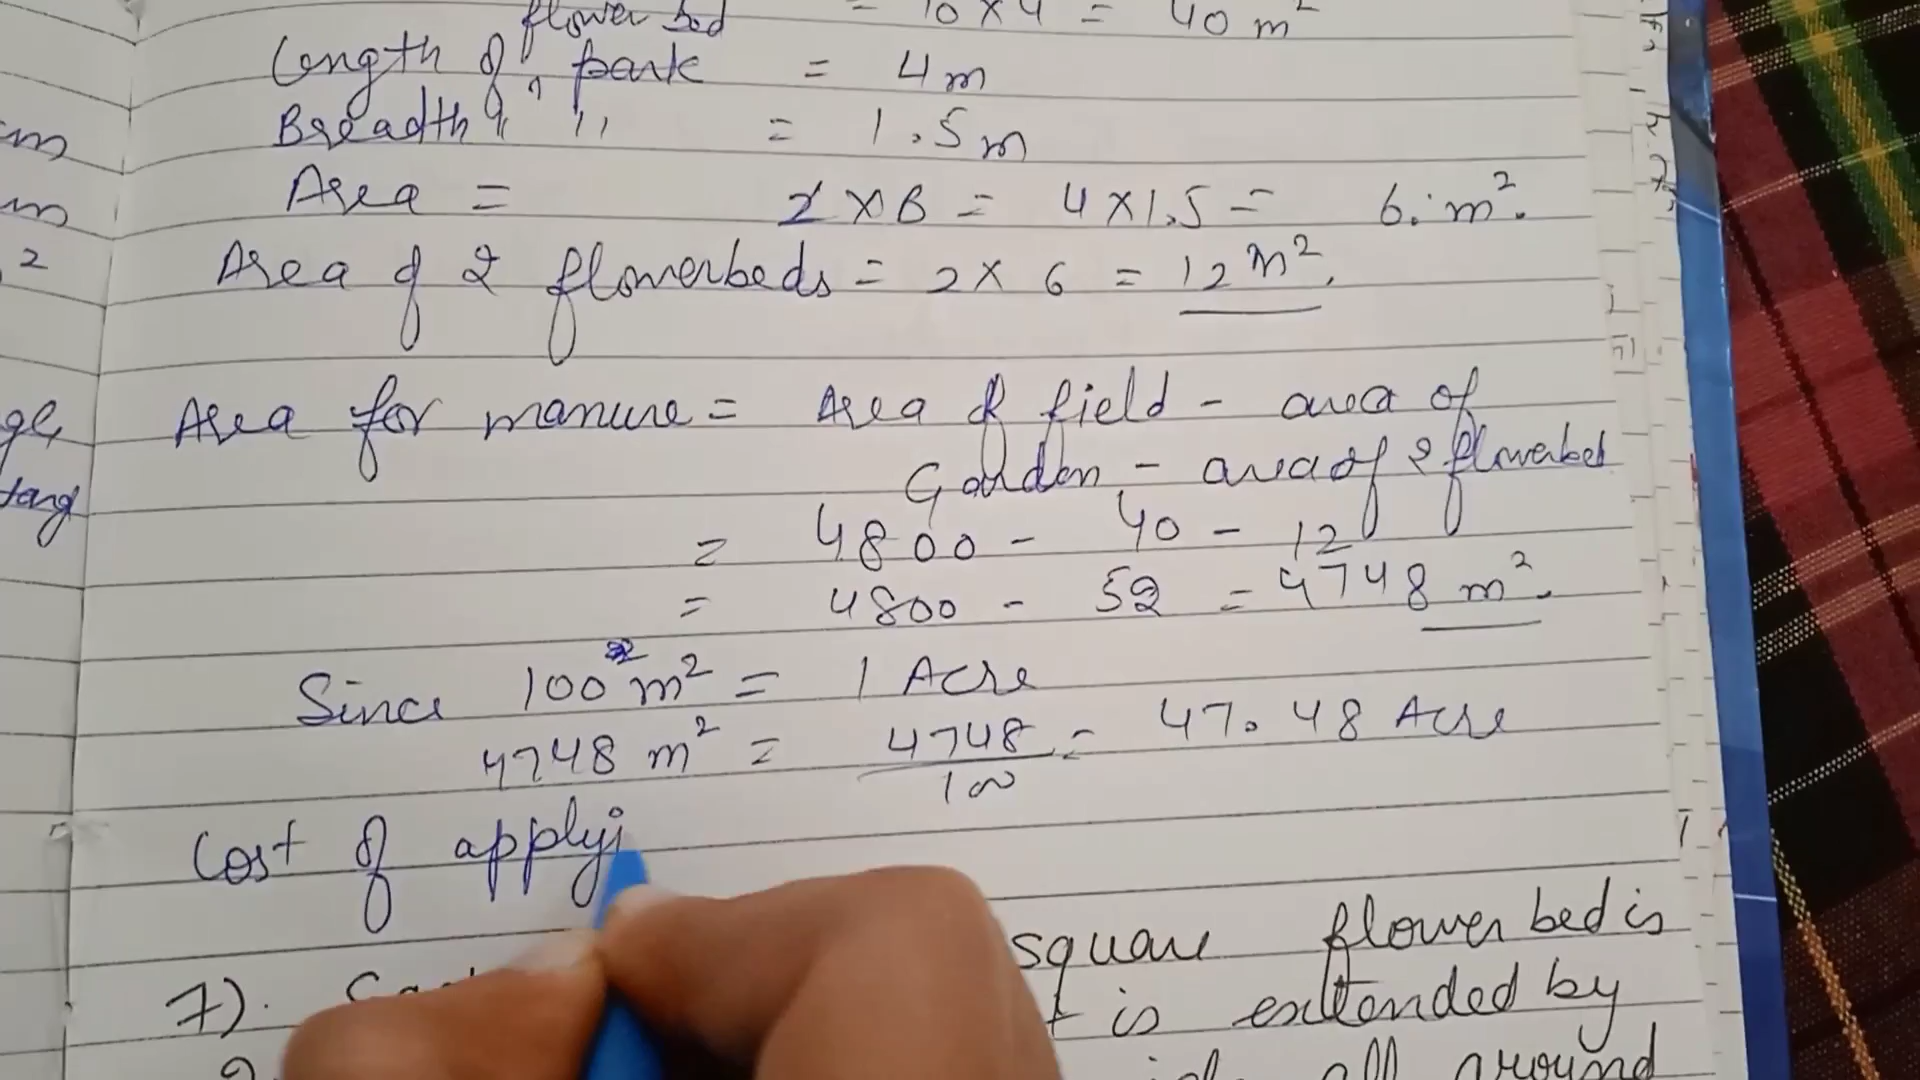 flower bed = 10 × 4 = 40 m²
Length of " park = 4 m
Breadth " " = 1.5 m
Area = L × B = 4 × 1.5 = 6. m².
Area of 2 flowerbeds = 2 × 6 = 12 m².
Area for manure = Area of field - area of
Garden - area of 2 flowerbed
= 4800 - 40 - 12
= 4800 - 52 = 4748 m².
Since 100 m² = 1 Acre
4748 m² = 4748/100 = 47.48 Acre
Cost of applyi
7). square flower bed is
is extended by
all around
m
m
2